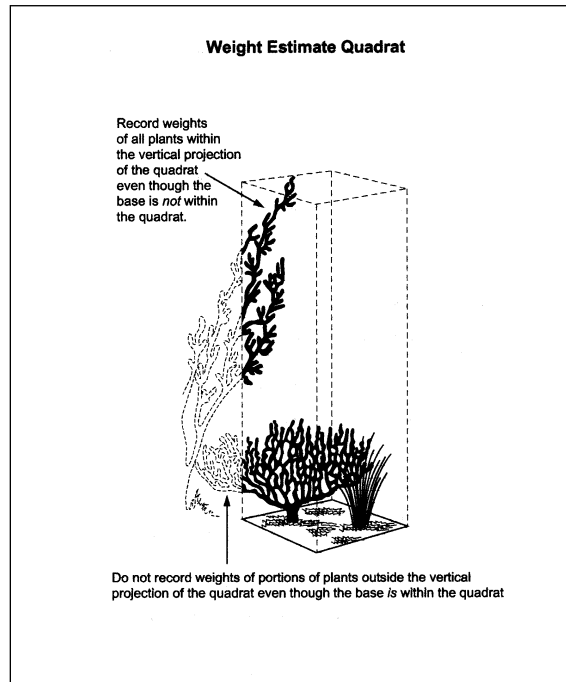 Weight Estimate Quadrat
Record weights
of all plants within
the vertical projection
of the quadrat
even though the
base is not within
the quadrat.
Do not record weights of portions of plants outside the vertical
projection of the quadrat even though the base is within the quadrat